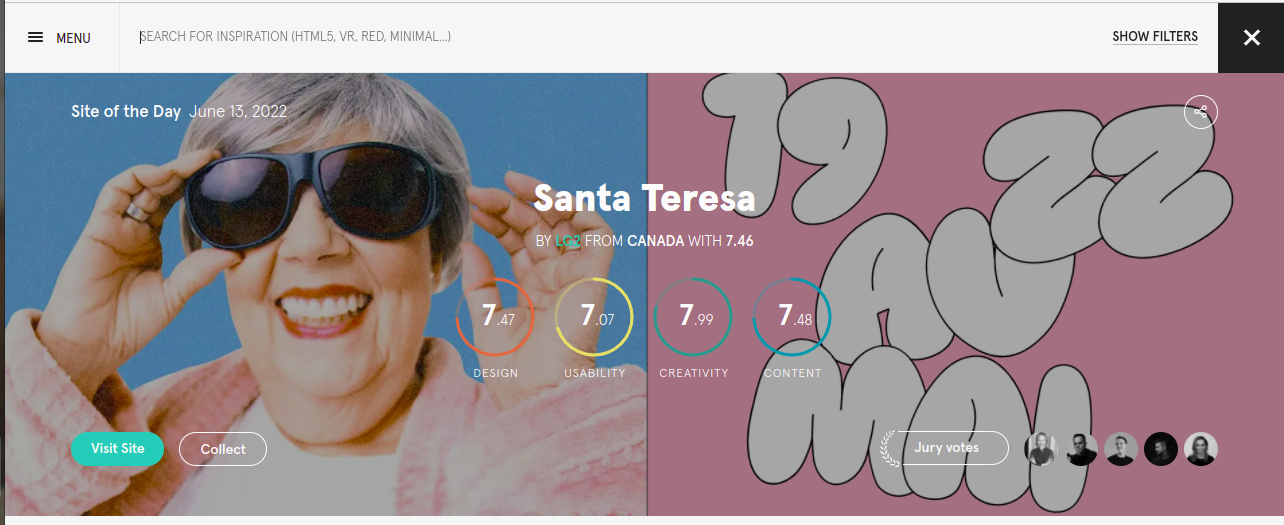 MENU
SEARCH FOR INSPIRATION (HTML5, VR, RED, MINIMAL...)
SHOW FILTERS
Site of the Day June 13, 2022
19 22
AU
MAI
Santa Teresa
BY LG2 FROM CANADA WITH 7.46
7.47
7.07
7.99
7.48
DESIGN
USABILITY
CREATIVITY
CONTENT
Visit Site
Collect
Jury votes